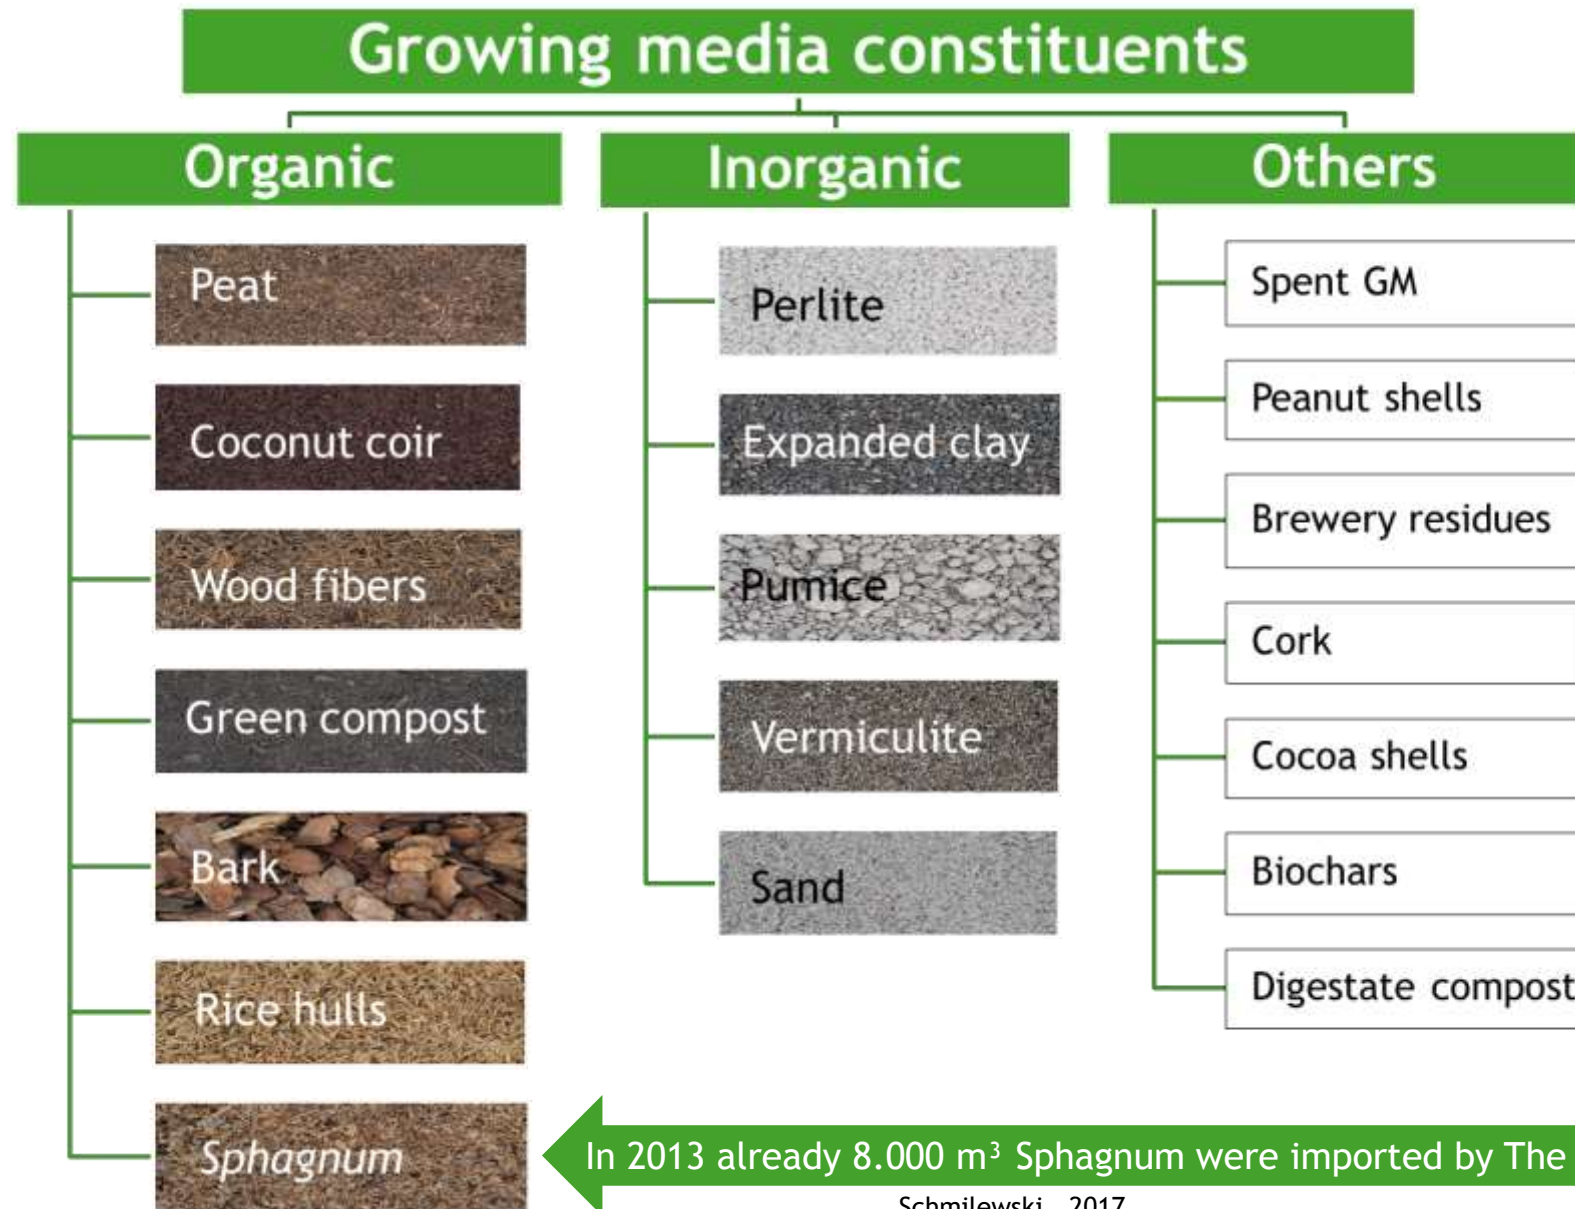 Growing media constituents
Organic
Peat
Coconut coir
Wood fibers
Green compost
Bark
Rice hulls
Sphagnum
Inorganic
Perlite
Expanded clay
Pumice
Vermiculite
Sand
Others
Spent GM
Peanut shells
Brewery residues
Cork
Cocoa shells
Biochars
Digestate compost
In 2013 already 8.000 m³ Sphagnum were imported by The
Schmilewski, 2017